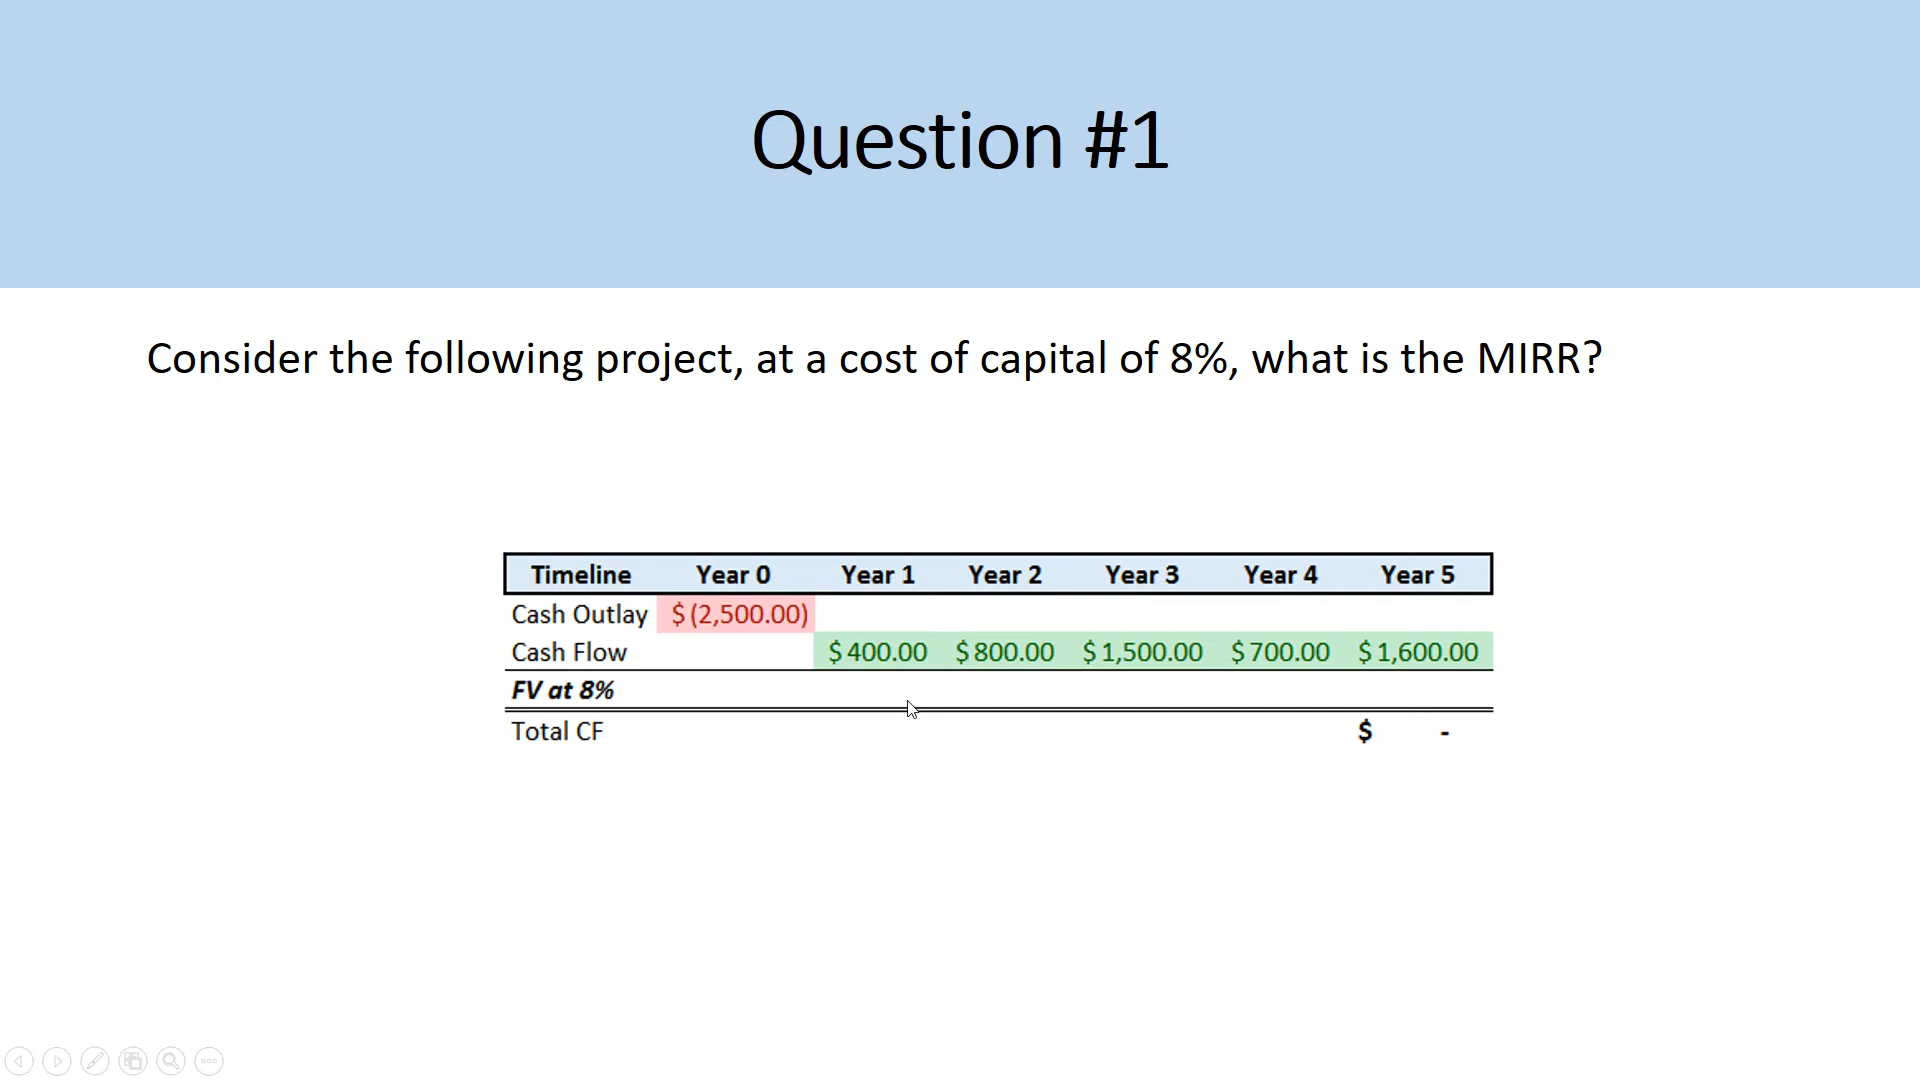 Question #1
Consider the following project, at a cost of capital of 8%, what is the MIRR?
Timeline Year 0 Year 1 Year 2 Year 3 Year 4 Year 5
Cash Outlay $ (2,500.00)
Cash Flow $ 400.00 $ 800.00 $ 1,500.00 $ 700.00 $ 1,600.00
FV at 8%
Total CF $ -